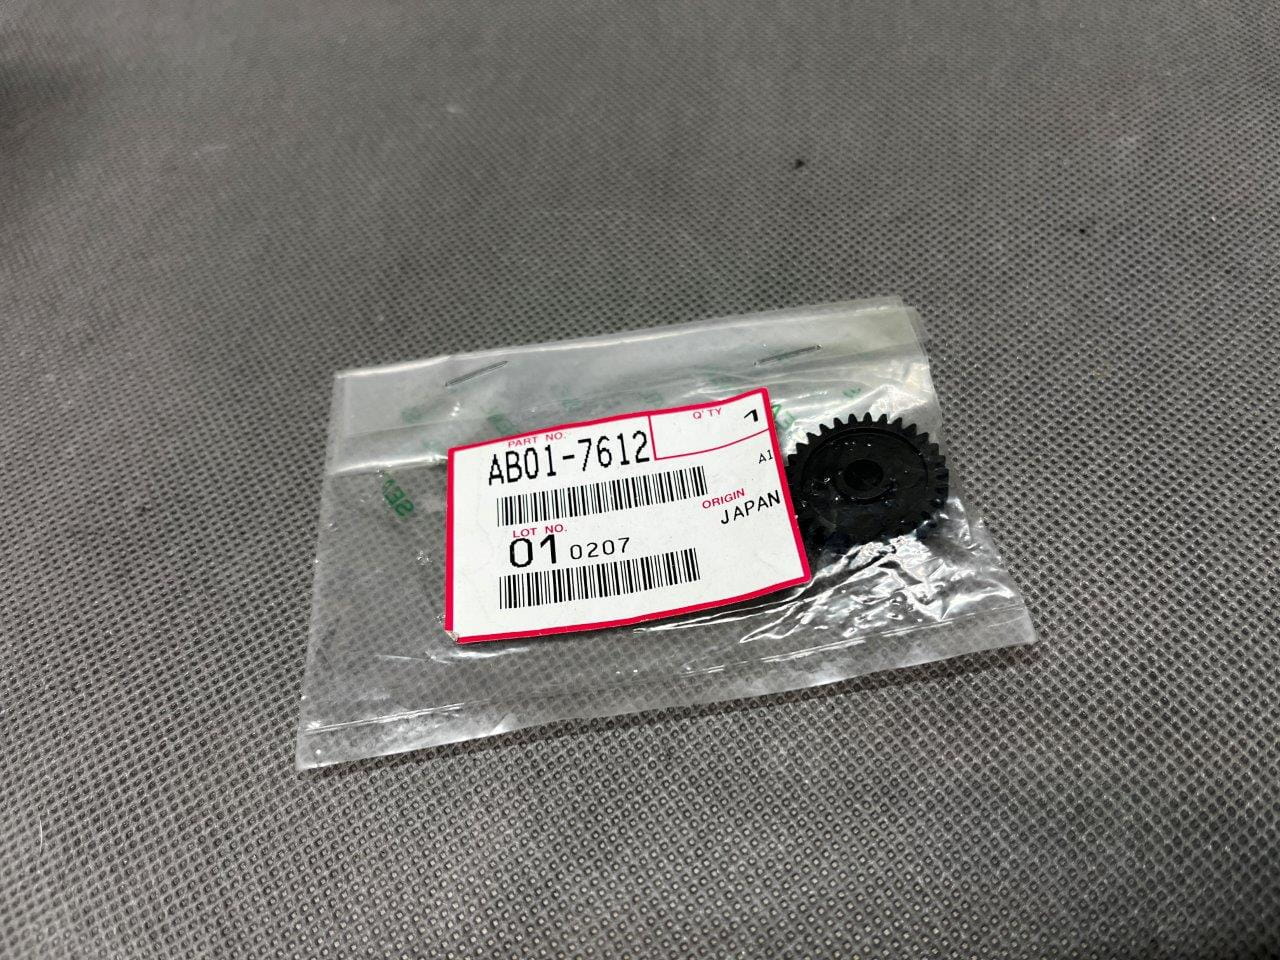 PART NO.
Q'TY
1
AB01-7612
A1
ORIGIN
JAPAN
LOT NO.
01 0207